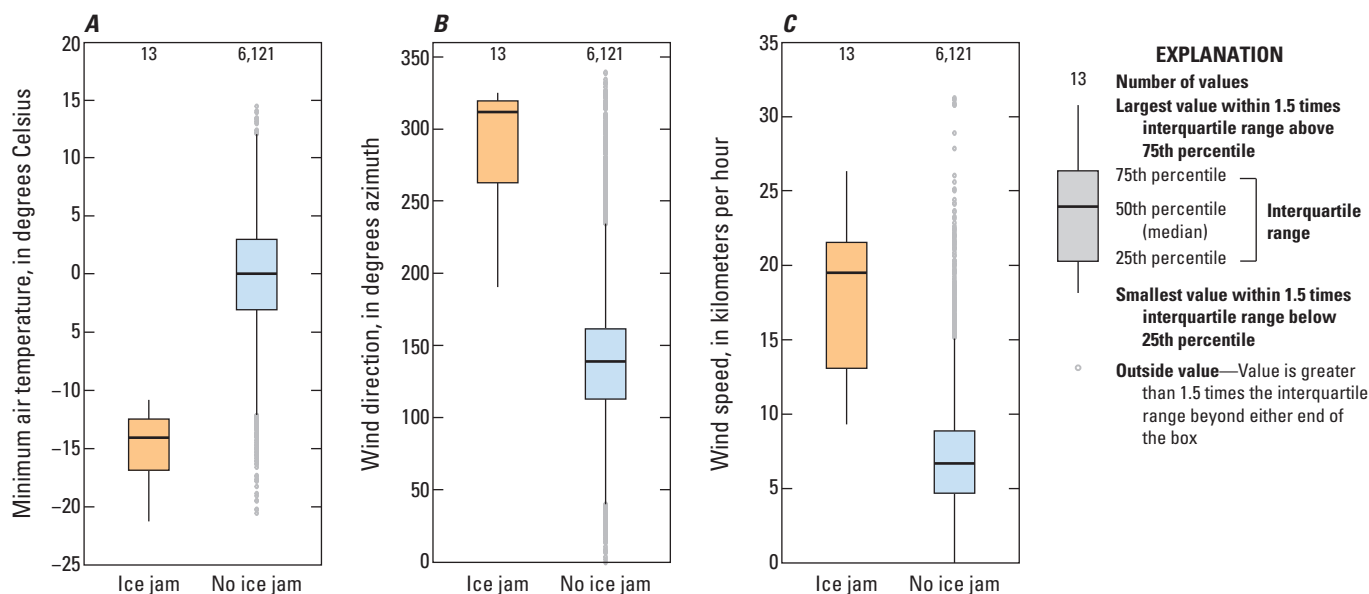 A
Minimum air temperature, in degrees Celsius
13 6,121
20
15
10
5
0
5
−10
−15
−20
−25
Ice jam No ice jam
B
Wind direction, in degrees azimuth
13 6,121
350
300
250
200
150
100
50
0
Ice jam No ice jam
C
Wind speed, in kilometers per hour
13 6,121
35
30
25
20
15
10
5
0
Ice jam No ice jam
EXPLANATION
13 Number of values
Largest value within 1.5 times
interquartile range above
75th percentile
75th percentile
50th percentile
(median)
25th percentile
Interquartile
range
Smallest value within 1.5 times
interquartile range below
25th percentile
Outside value—Value is greater
than 1.5 times the interquartile
range beyond either end of
the box